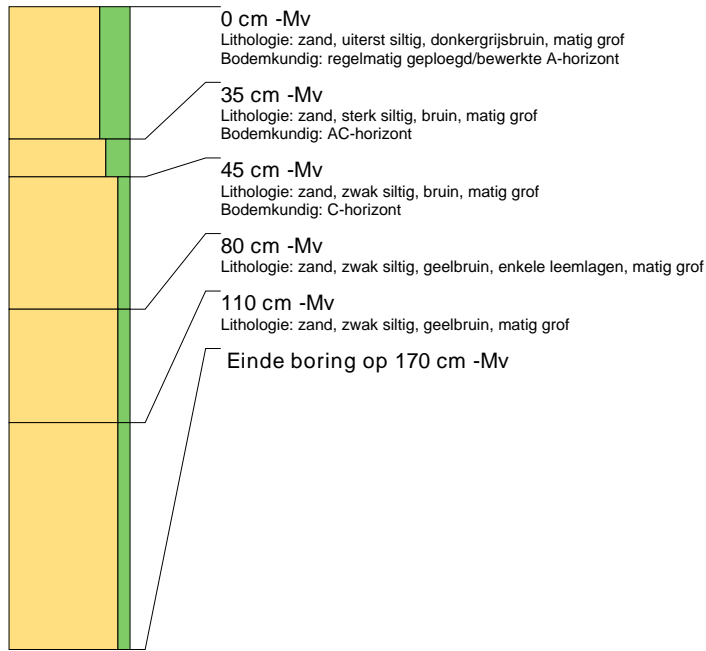 0 cm -Mv
Lithologie: zand, uiterst siltig, donkergrijsbruin, matig grof
Bodemkundig: regelmatig geploegd/bewerkte A-horizont
35 cm -Mv
Lithologie: zand, sterk siltig, bruin, matig grof
Bodemkundig: AC-horizont
45 cm -Mv
Lithologie: zand, zwak siltig, bruin, matig grof
Bodemkundig: C-horizont
80 cm -Mv
Lithologie: zand, zwak siltig, geelbruin, enkele leemlagen, matig grof
110 cm -Mv
Lithologie: zand, zwak siltig, geelbruin, matig grof
Einde boring op 170 cm -Mv